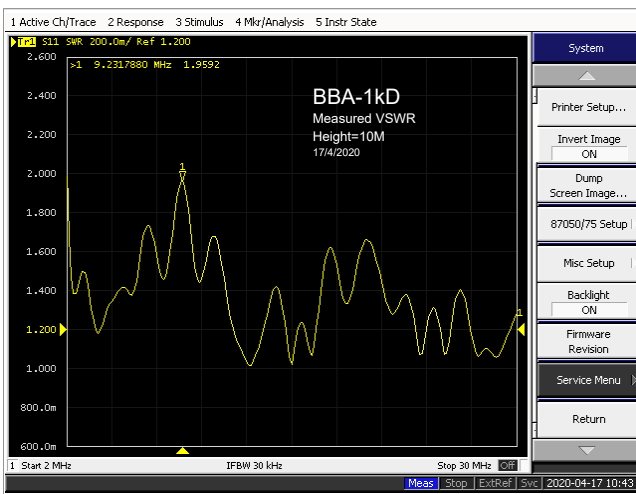 1 Active Ch/Trace 2 Response 3 Stimulus 4 Mkr/Analysis 5 Instr State
Tr1 S11 SWR 200.0m/ Ref 1.200
>1 9.2317880 MHz 1.9592
BBA-1kD
Measured VSWR
Height=10M
17/4/2020
2.600
2.400
2.200
2.000
1.800
1.600
1.400
1.200
1.000
800.0m
600.0m
1
1
1 Start 2 MHz IFBW 30 kHz Stop 30 MHz Off
System
Printer Setup...
Invert Image
ON
Dump
Screen Image...
87050/75 Setup
Misc Setup
Backlight
ON
Firmware
Revision
Service Menu
Return
Meas Stop ExtRef Svc 2020-04-17 10:43